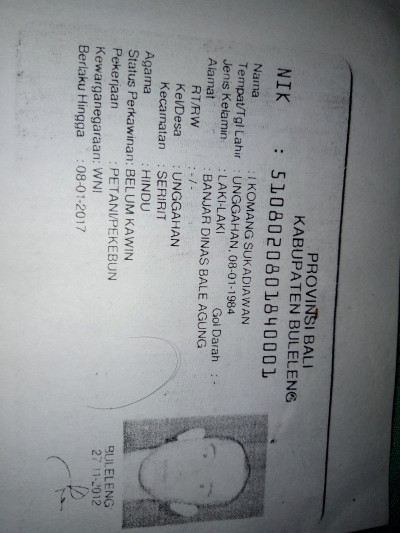 PROVINSI BALI
KABUPATEN BULELENG
NIK : 5108020801840001
Nama : I KOMANG SUKADIAWAN
Tempat/Tgl Lahir : UNGGAHAN, 08-01-1984
Jenis Kelamin : LAKI-LAKI Gol Darah : -
Alamat : BANJAR DINAS BALE AGUNG
RT/RW : -/-
Kel/Desa : UNGGAHAN
Kecamatan : SERIRIT
Agama : HINDU
Status Perkawinan: BELUM KAWIN
Pekerjaan : PETANI/PEKEBUN
Kewarganegaraan: WNI
Berlaku Hingga : 08-01-2017
BULELENG
27-11-2012